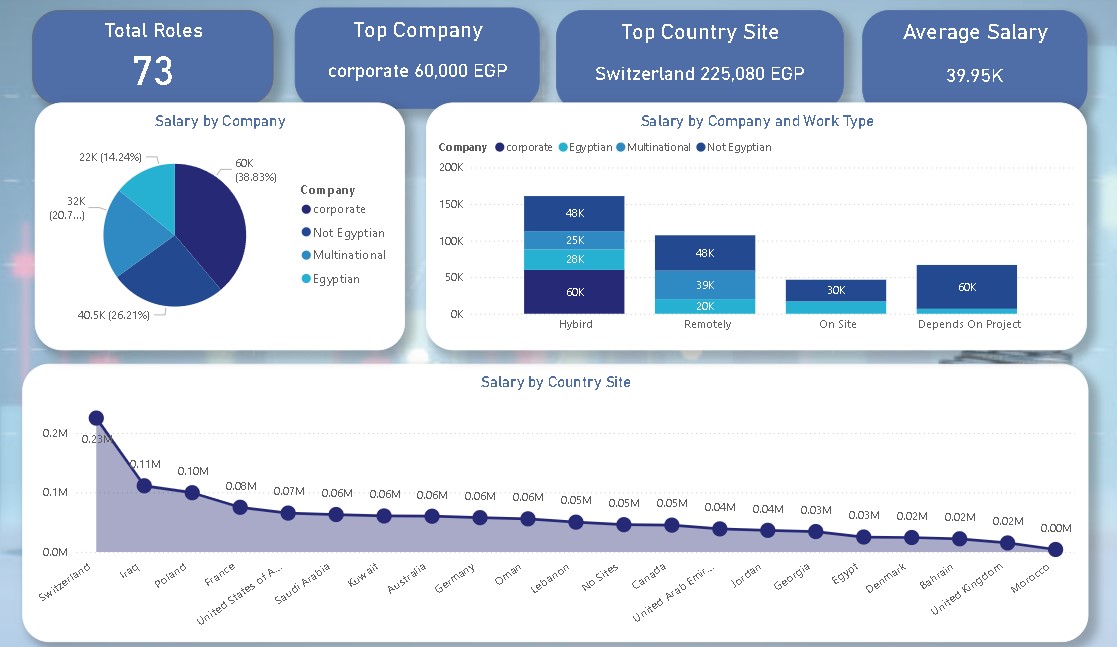 Total Roles
73
Top Company
corporate 60,000 EGP
Top Country Site
Switzerland 225,080 EGP
Average Salary
39.95K
Salary by Company
22K (14.24%)
60K
(38.83%)
32K
(20.7...)
40.5K (26.21%)
Company
corporate
Not Egyptian
Multinational
Egyptian
Salary by Company and Work Type
Company corporate Egyptian Multinational Not Egyptian
200K
150K
100K
50K
0K
48K
25K
28K
60K
48K
39K
20K
30K
60K
Hybird
Remotely
On Site
Depends On Project
Salary by Country Site
0.2M
0.1M
0.0M
0.23M
0.11M
0.10M
0.08M
0.07M
0.06M
0.06M
0.06M
0.06M
0.06M
0.05M
0.05M
0.05M
0.04M
0.04M
0.03M
0.03M
0.02M
0.02M
0.02M
0.00M
Switzerland
Iraq
Poland
France
United States of A...
Saudi Arabia
Kuwait
Australia
Germany
Oman
Lebanon
No Sites
Canada
United Arab Emir...
Jordan
Georgia
Egypt
Denmark
Bahrain
United Kingdom
Morocco